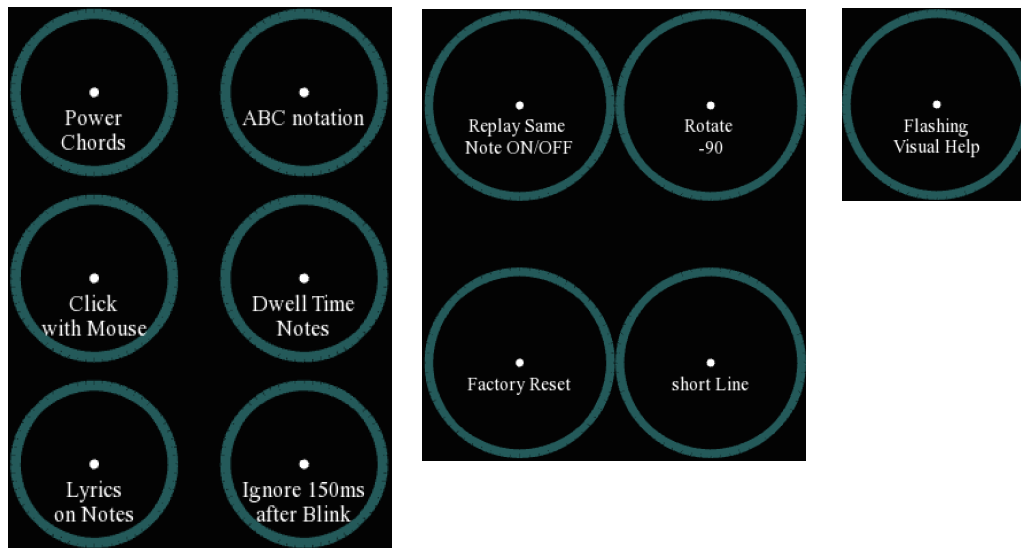 Power
Chords
ABC notation
Click
with Mouse
Dwell Time
Notes
Lyrics
on Notes
Ignore 150ms
after Blink
Replay Same
Note ON/OFF
Rotate
-90
Factory Reset
short Line
Flashing
Visual Help